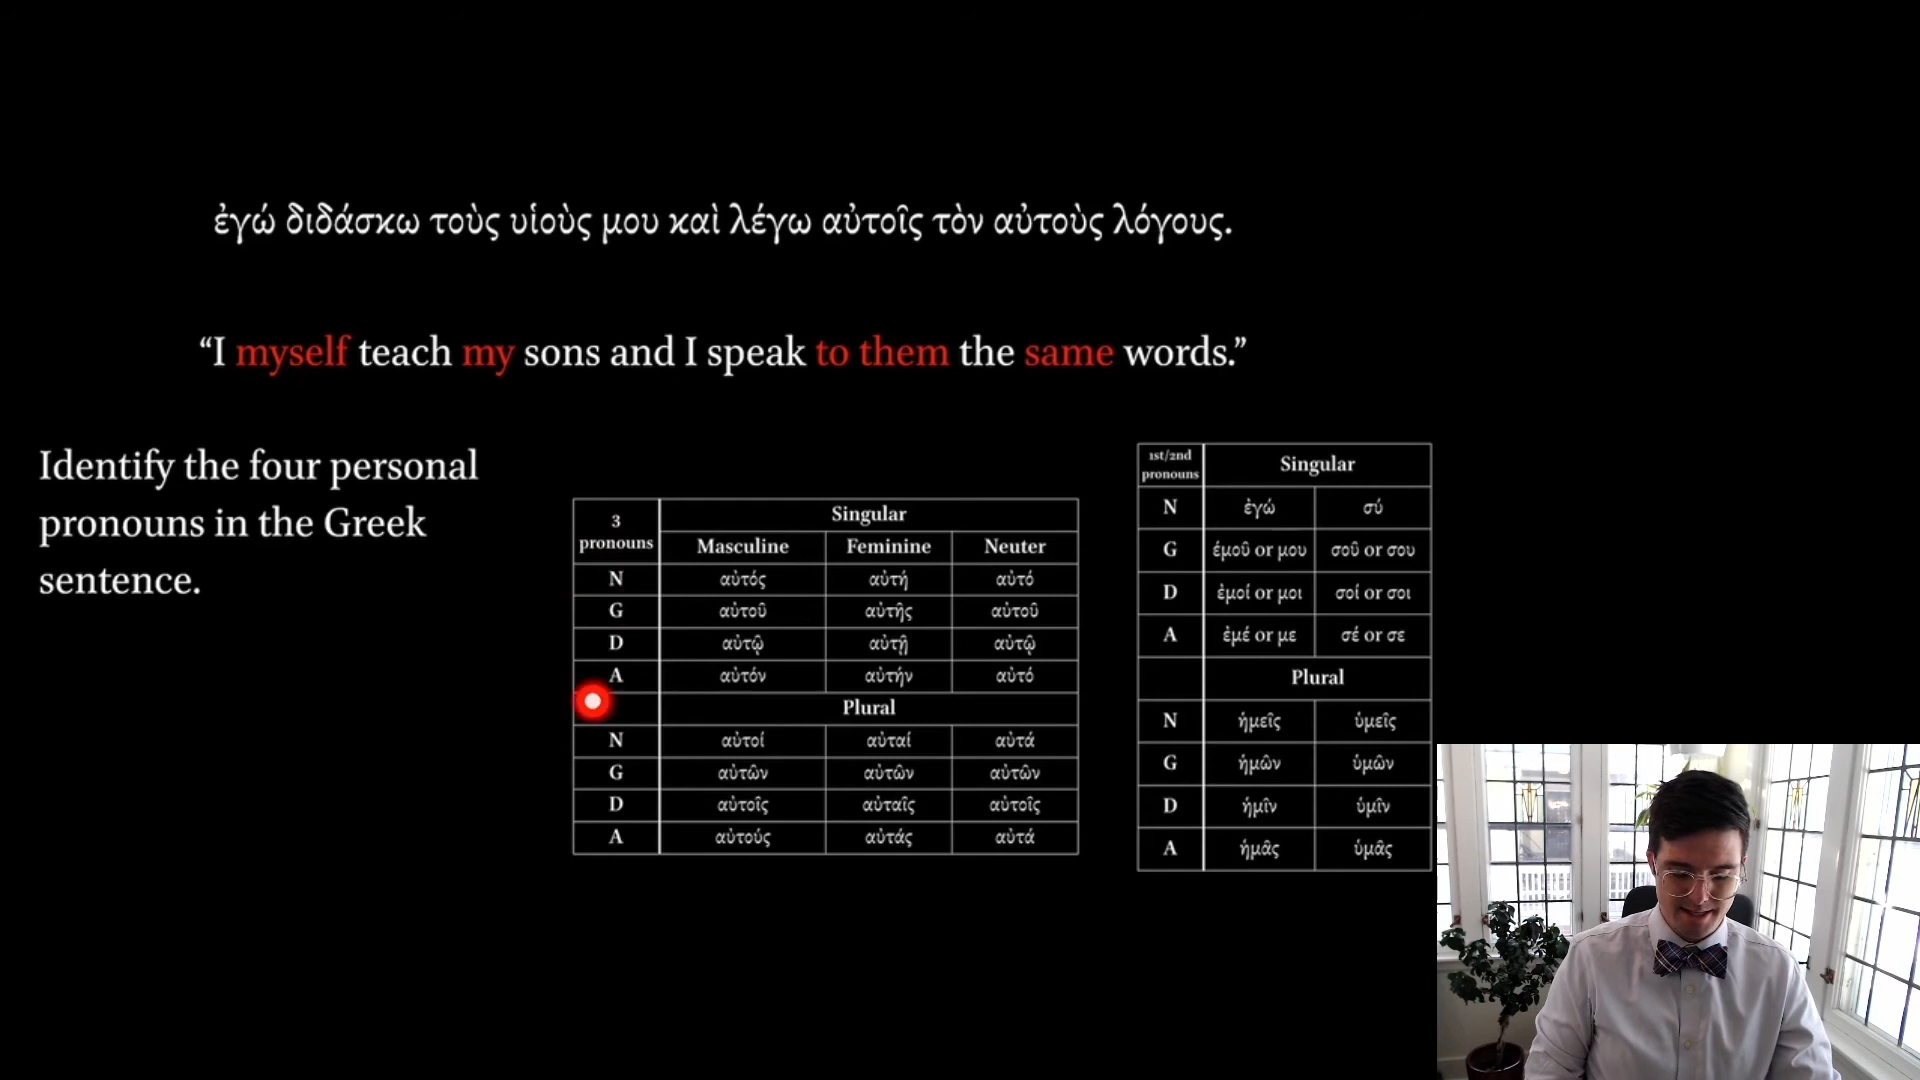 ἐγώ διδάσκω τοὺς υἱοὺς μου καὶ λέγω αὐτοῖς τὸν αὐτοὺς λόγους.
“I myself teach my sons and I speak to them the same words.”
Identify the four personal
pronouns in the Greek
sentence.
3
pronouns
Singular
Masculine Feminine Neuter
N αὐτός αὐτή αὐτό
G αὐτοῦ αὐτῆς αὐτοῦ
D αὐτῷ αὐτῇ αὐτῷ
A αὐτόν αὐτήν αὐτό
Plural
N αὐτοί αὐταί αὐτά
G αὐτῶν αὐτῶν αὐτῶν
D αὐτοῖς αὐταῖς αὐτοῖς
A αὐτούς αὐτάς αὐτά
1st/2nd
pronouns
Singular
N ἐγώ σύ
G ἐμοῦ or μου σοῦ or σου
D ἐμοί or μοι σοί or σοι
A ἐμέ or με σέ or σε
Plural
N ἡμεῖς ὑμεῖς
G ἡμῶν ὑμῶν
D ἡμῖν ὑμῖν
A ἡμᾶς ὑμᾶς